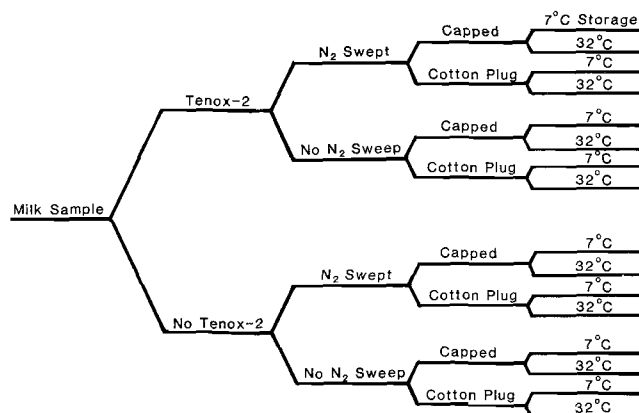 7°C Storage
Capped
32°C
N₂ Swept
7°C
Cotton Plug
32°C
Tenox-2
7°C
Capped
32°C
No N₂ Sweep
7°C
Cotton Plug
32°C
Milk Sample
7°C
Capped
32°C
N₂ Swept
7°C
Cotton Plug
32°C
No Tenox-2
7°C
Capped
32°C
No N₂ Sweep
7°C
Cotton Plug
32°C